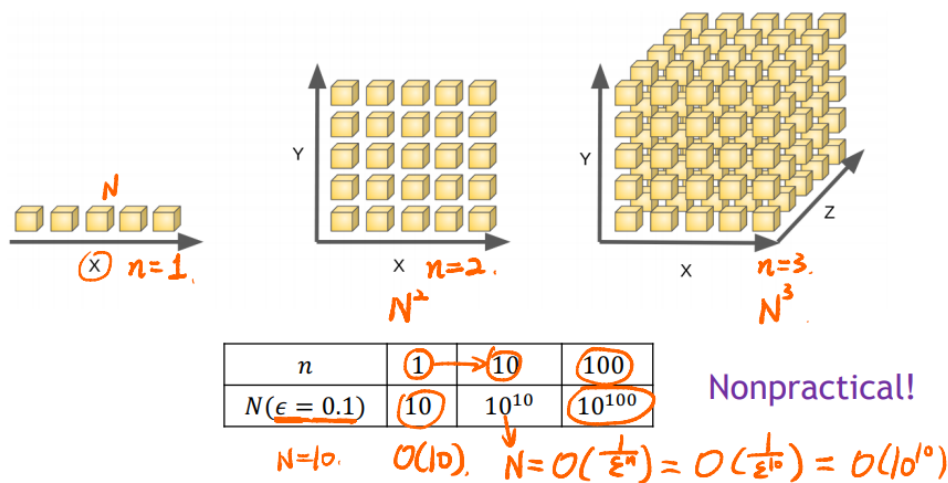 N
X n=1.
Y
X n=2.
N²
Y
Z
X n=3.
N³
n 1 → 10 100
N(ϵ = 0.1) 10 10¹⁰ 10¹⁰⁰
Nonpractical!
N=10. O(10). N=O(1/εⁿ)=O(1/ε¹⁰)=O(10¹⁰)